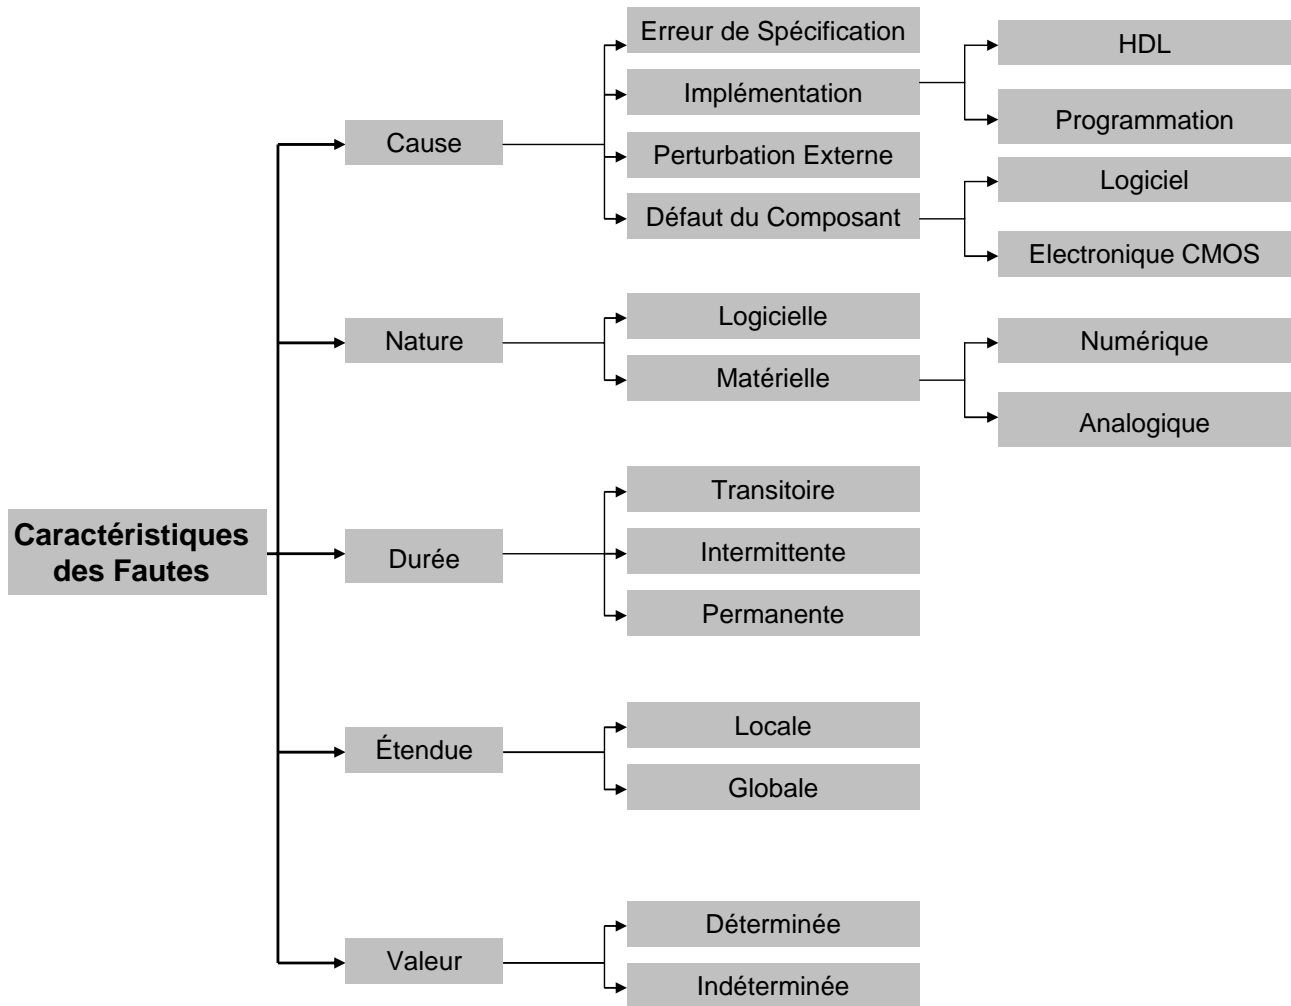 Caractéristiques
des Fautes
Cause
Erreur de Spécification
Implémentation
HDL
Programmation
Perturbation Externe
Défaut du Composant
Logiciel
Electronique CMOS
Nature
Logicielle
Matérielle
Numérique
Analogique
Durée
Transitoire
Intermittente
Permanente
Étendue
Locale
Globale
Valeur
Déterminée
Indéterminée